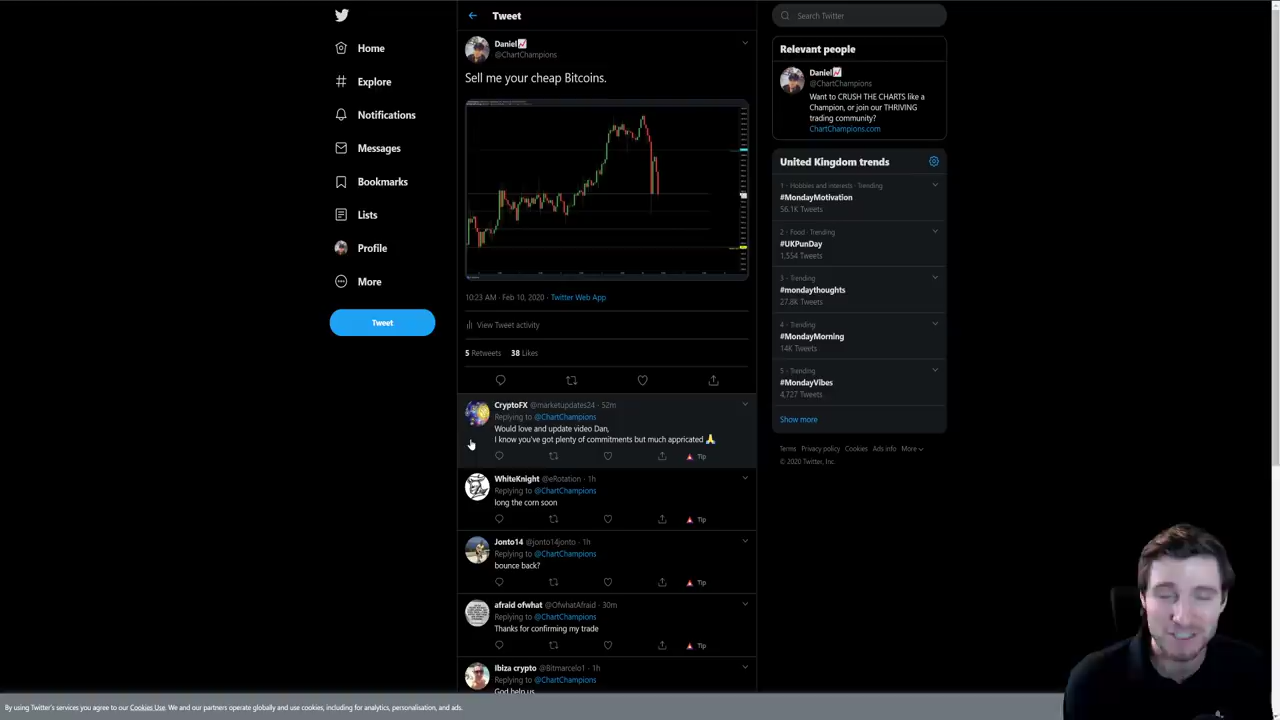 Home
Explore
Notifications
Messages
Bookmarks
Lists
Profile
More
Tweet
Tweet
Daniel
@ChartChampions
Sell me your cheap Bitcoins.
10:23 AM · Feb 10, 2020 · Twitter Web App
View Tweet activity
5 Retweets 38 Likes
CryptoFX @marketupdates24 · 52m
Replying to @ChartChampions
Would love and update video Dan,
I know you've got plenty of commitments but much appricated 🙏
Tip
WhiteKnight @eRotation · 1h
Replying to @ChartChampions
long the corn soon
Tip
Jonto14 @jonto14jonto · 1h
Replying to @ChartChampions
bounce back?
Tip
afraid ofwhat @OfwhatAfraid · 30m
Replying to @ChartChampions
Thanks for confirming my trade
Tip
Ibiza crypto @Bitmarcelo1 · 1h
Replying to @ChartChampions
God help us
Search Twitter
Relevant people
Daniel
@ChartChampions
Want to CRUSH THE CHARTS like a
Champion, or join our THRIVING
trading community?
ChartChampions.com
United Kingdom trends
1 · Hobbies and interests · Trending
#MondayMotivation
56.1K Tweets
2 · Food · Trending
#UKPunDay
1,554 Tweets
3 · Trending
#mondaythoughts
27.8K Tweets
4 · Trending
#MondayMorning
14K Tweets
5 · Trending
#MondayVibes
4,727 Tweets
Show more
Terms Privacy policy Cookies Ads info More
© 2020 Twitter, Inc.
By using Twitter's services you agree to our Cookies Use. We and our partners operate globally and use cookies, including for analytics, personalisation, and ads.